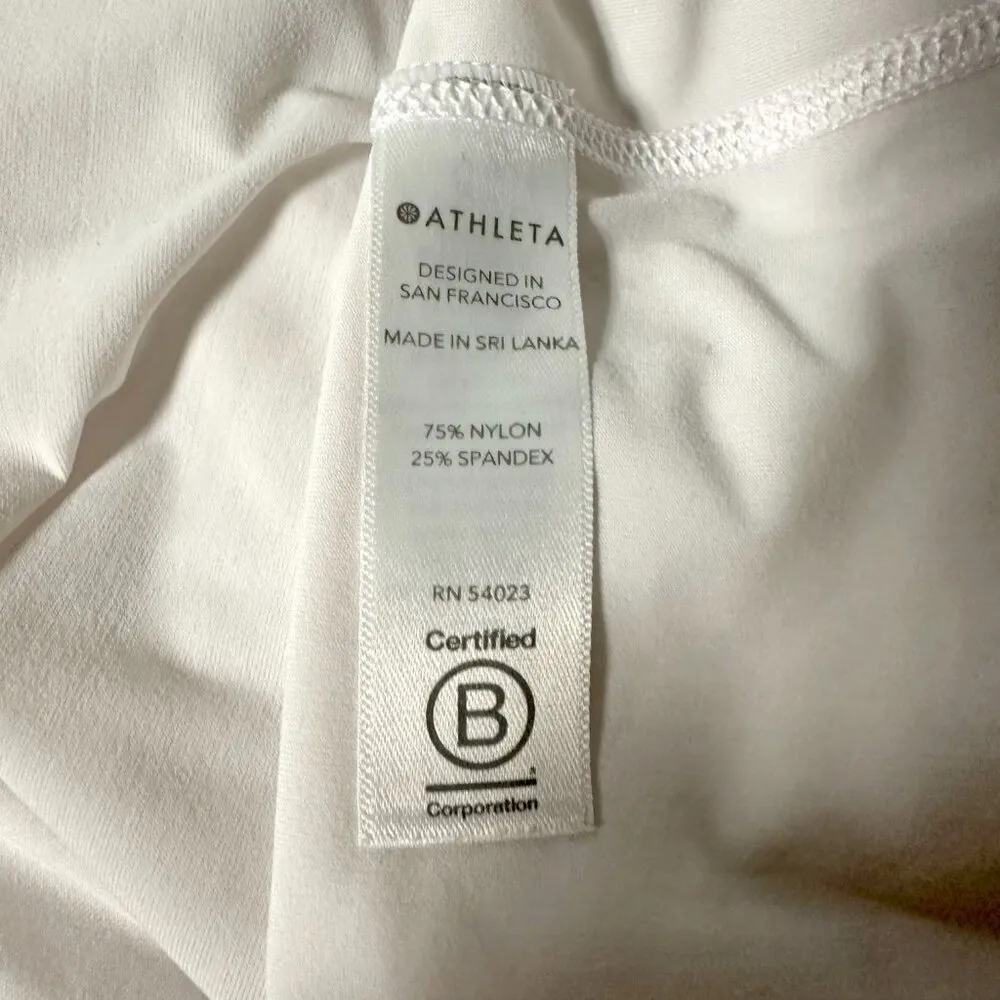 ATHLETA
DESIGNED IN
SAN FRANCISCO
MADE IN SRI LANKA
75% NYLON
25% SPANDEX
RN 54023
Certified
B
Corporation